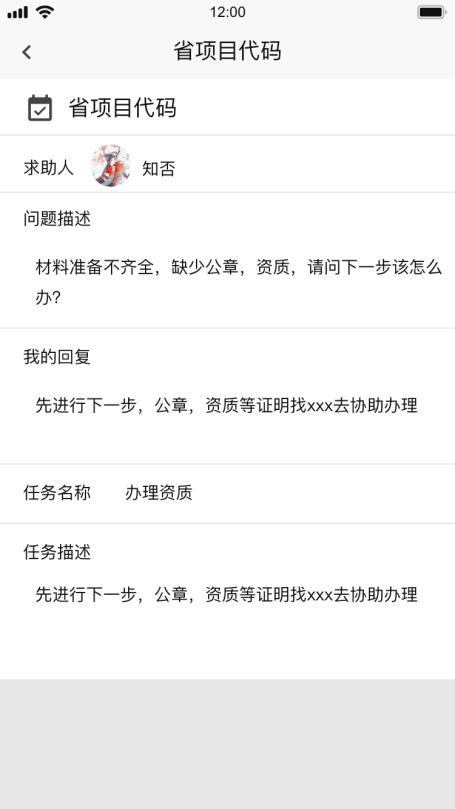 12:00
省项目代码
省项目代码
求助人 知否
问题描述
材料准备不齐全，缺少公章，资质，请问下一步该怎么
办？
我的回复
先进行下一步，公章，资质等证明找xxx去协助办理
任务名称 办理资质
任务描述
先进行下一步，公章，资质等证明找xxx去协助办理